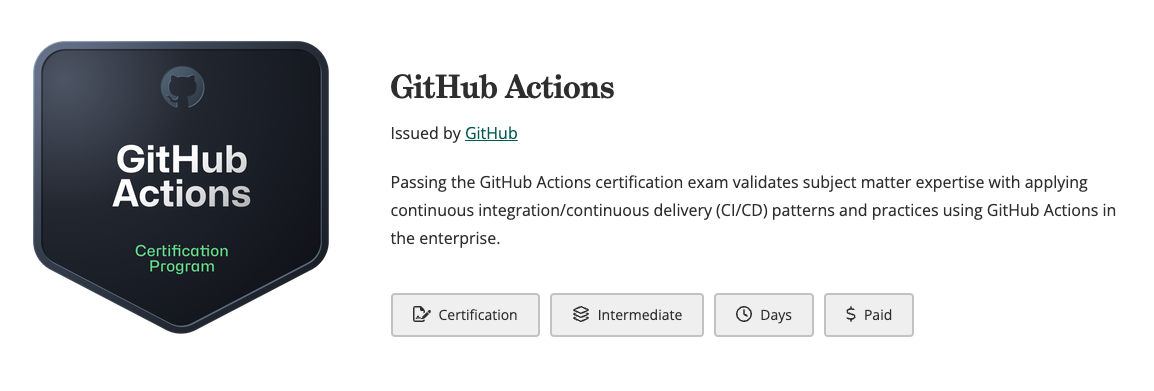 GitHub
Actions
Certification
Program
GitHub Actions
Issued by GitHub
Passing the GitHub Actions certification exam validates subject matter expertise with applying
continuous integration/continuous delivery (CI/CD) patterns and practices using GitHub Actions in
the enterprise.
Certification
Intermediate
Days
$ Paid